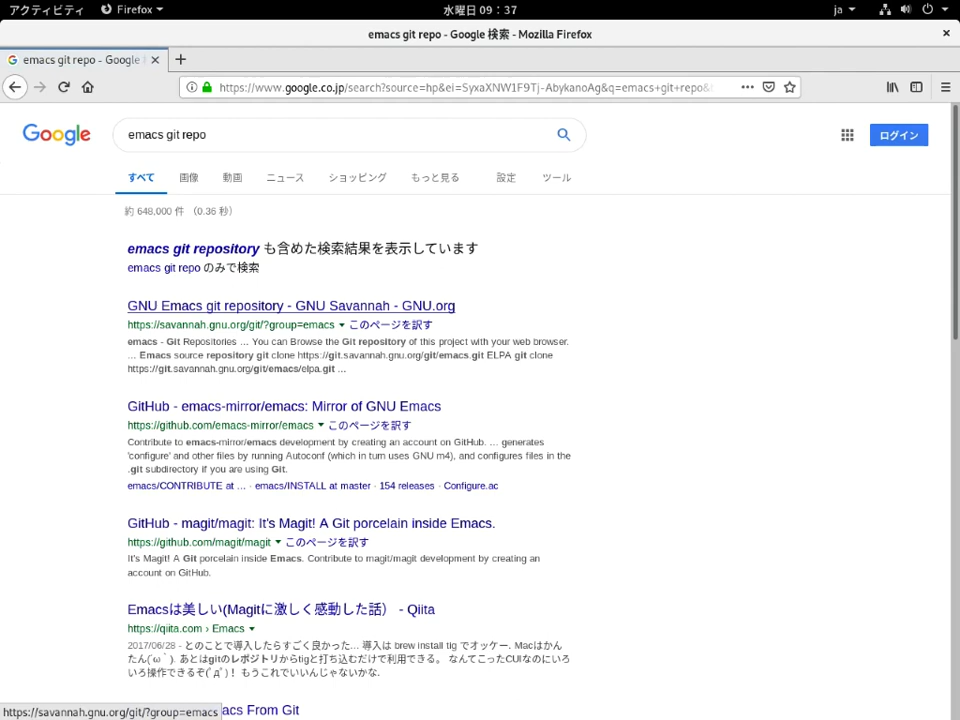 アクティビティ Firefox 水曜日 09：37 ja
emacs git repo - Google 検索 - Mozilla Firefox
emacs git repo - Google
https://www.google.co.jp/search?source=hp&ei=SyxaXNW1F9Tj-AbykanoAg&q=emacs+git+repo&
Google emacs git repo ログイン
すべて 画像 動画 ニュース ショッピング もっと見る 設定 ツール
約 648,000 件 （0.36 秒）
emacs git repository も含めた検索結果を表示しています
emacs git repo のみで検索
GNU Emacs git repository - GNU Savannah - GNU.org
https://savannah.gnu.org/git/?group=emacs このページを訳す
emacs - Git Repositories ... You can Browse the Git repository of this project with your web browser.
... Emacs source repository git clone https://git.savannah.gnu.org/git/emacs.git ELPA git clone
https://git.savannah.gnu.org/git/emacs/elpa.git ...
GitHub - emacs-mirror/emacs: Mirror of GNU Emacs
https://github.com/emacs-mirror/emacs このページを訳す
Contribute to emacs-mirror/emacs development by creating an account on GitHub. ... generates
'configure' and other files by running Autoconf (which in turn uses GNU m4), and configures files in the
.git subdirectory if you are using Git.
emacs/CONTRIBUTE at ... · emacs/INSTALL at master · 154 releases · Configure.ac
GitHub - magit/magit: It's Magit! A Git porcelain inside Emacs.
https://github.com/magit/magit このページを訳す
It's Magit! A Git porcelain inside Emacs. Contribute to magit/magit development by creating an
account on GitHub.
Emacsは美しい(Magitに激しく感動した話） - Qiita
https://qiita.com › Emacs
2017/06/28 - とのことで導入したらすごく良かった... 導入は brew install tig でオッケー. Macはかん
たん(´ω｀). あとはgitのレポジトリからtigと打ち込むだけで利用できる。 なんてこったCUIなのにいろ
いろ操作できるぞ(ﾟдﾟ)！ もうこれでいいんじゃないかな.
https://savannah.gnu.org/git/?group=emacs acs From Git